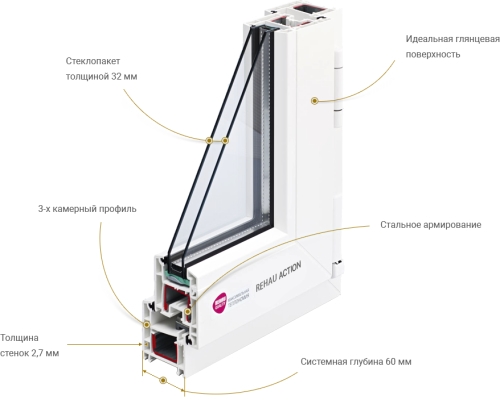 Идеальная глянцевая
поверхность
Стеклопакет
толщиной 32 мм
3-х камерный профиль
Стальное армирование
REHAU ACTION
Толщина
стенок 2,7 мм
Системная глубина 60 мм